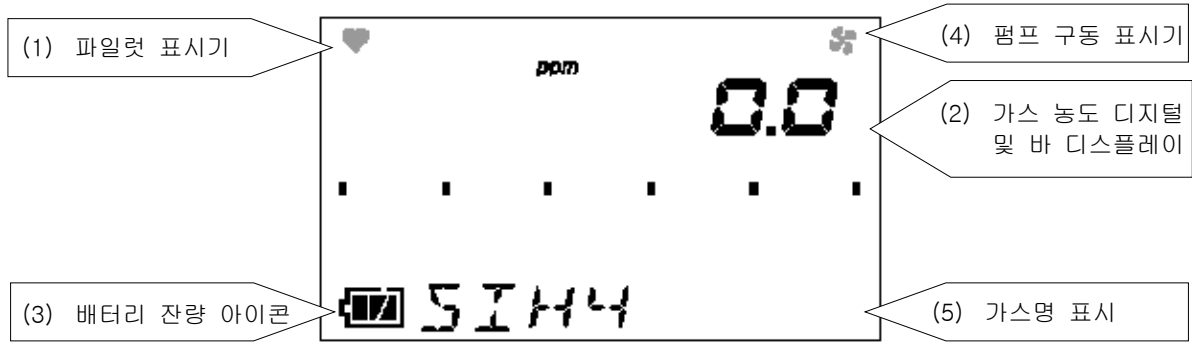 (1) 파일럿 표시기
(4) 펌프 구동 표시기
ppm
0.0
(2) 가스 농도 디지털
및 바 디스플레이
(3) 배터리 잔량 아이콘
SIH4
(5) 가스명 표시